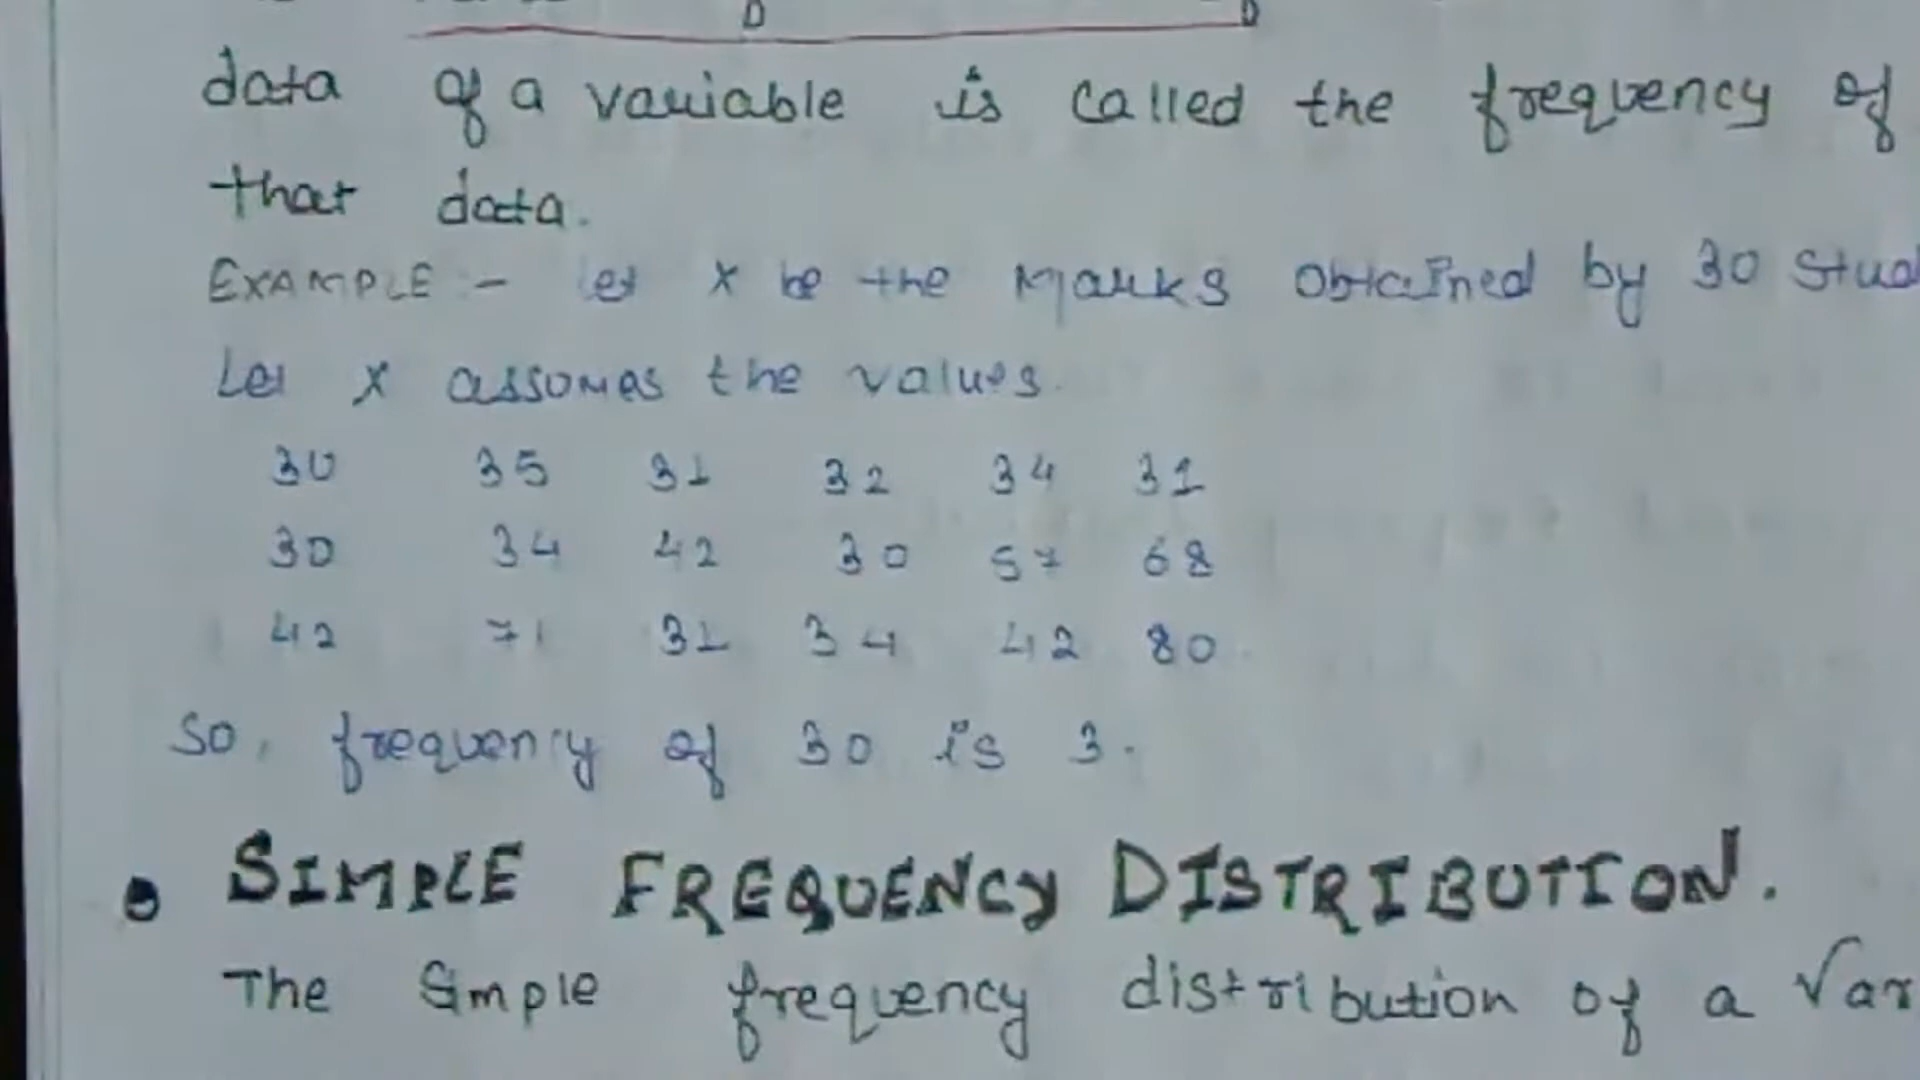 data of a variable is called the frequency of
that data.
EXAMPLE :- let x be the Marks obtained by 30 Stud
Let x assumes the values.
30 35 31 32 34 31
30 34 42 30 57 68
42 71 31 34 42 80
So, frequency of 30 is 3.
• SIMPLE FREQUENCY DISTRIBUTION.
The Simple frequency distribution of a Var